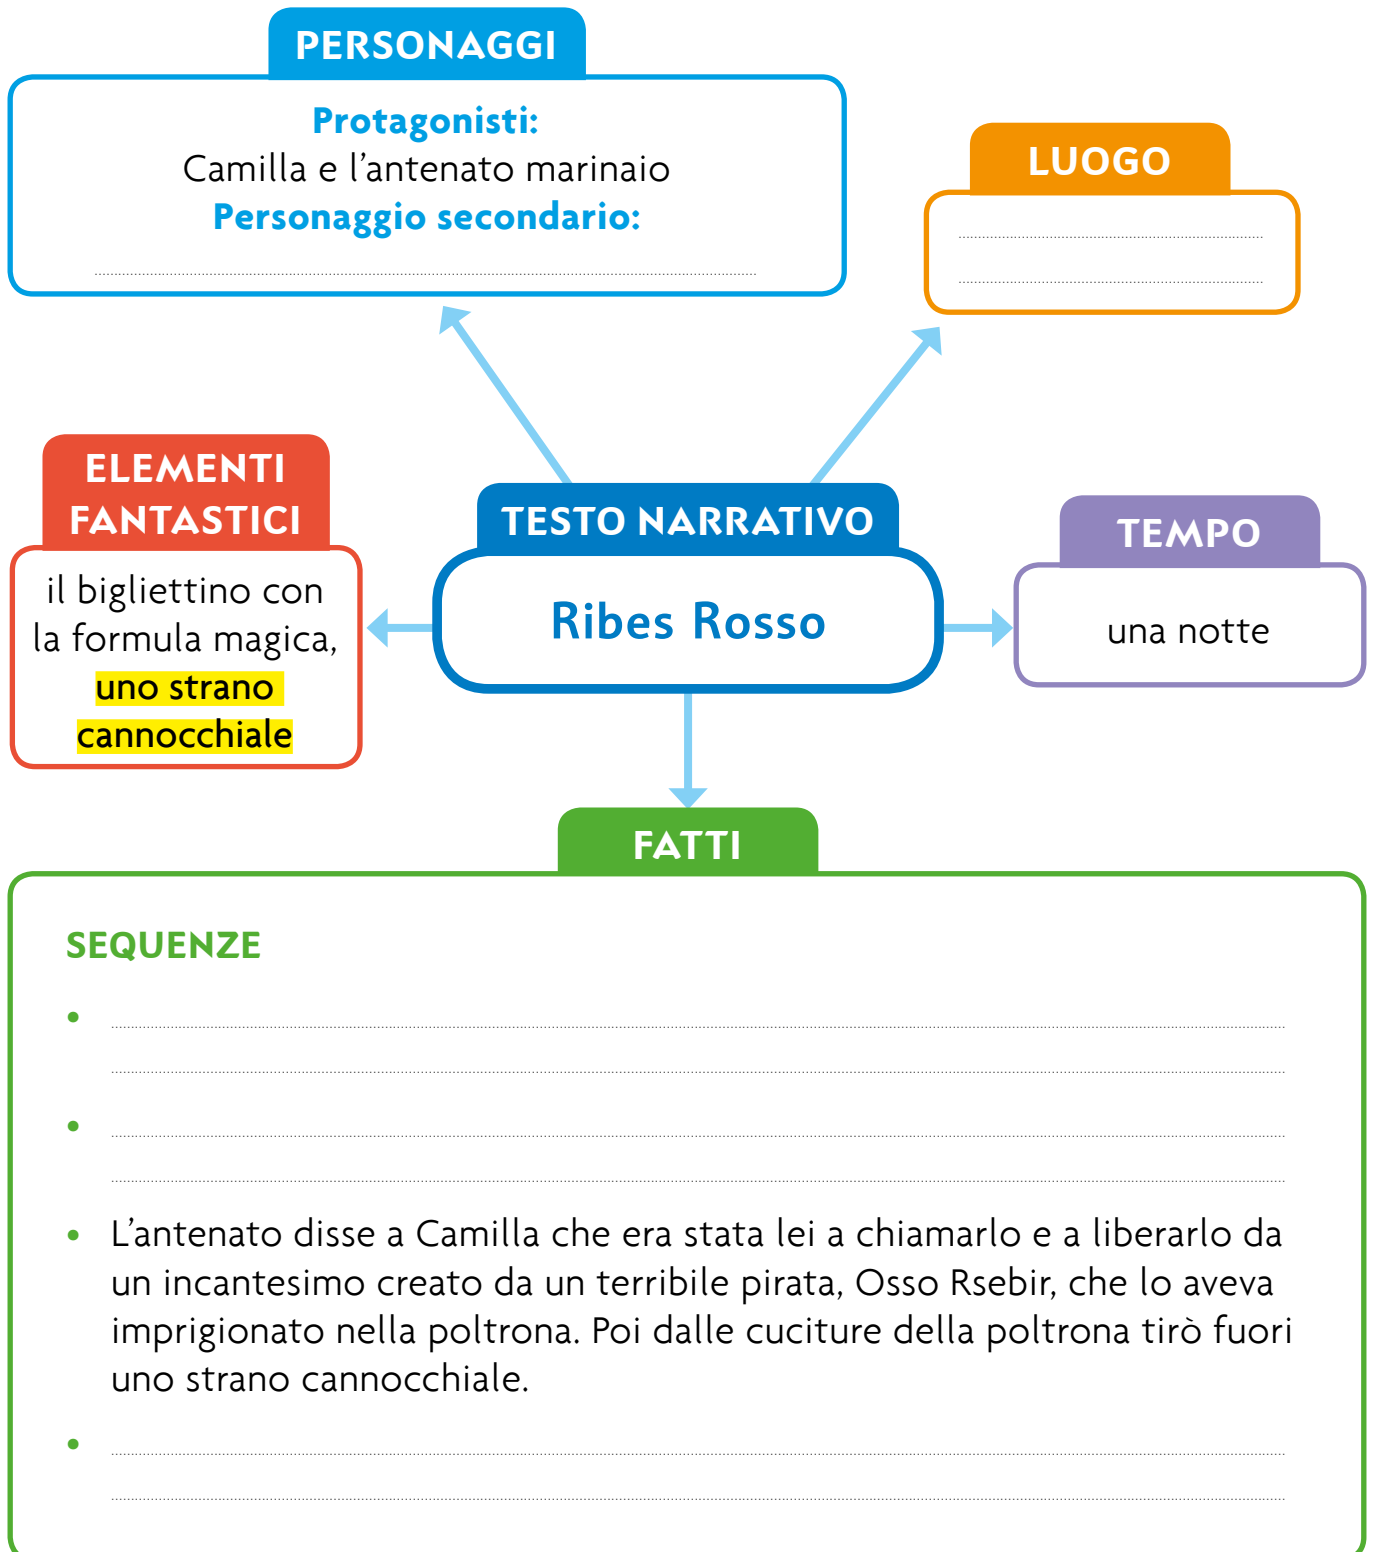 PERSONAGGI
Protagonisti:
Camilla e l’antenato marinaio
Personaggio secondario:
LUOGO
ELEMENTI
FANTASTICI
il bigliettino con
la formula magica,
uno strano
cannocchiale
TESTO NARRATIVO
Ribes Rosso
TEMPO
una notte
FATTI
SEQUENZE
•
•
• L’antenato disse a Camilla che era stata lei a chiamarlo e a liberarlo da
un incantesimo creato da un terribile pirata, Osso Rsebir, che lo aveva
imprigionato nella poltrona. Poi dalle cuciture della poltrona tirò fuori
uno strano cannocchiale.
•